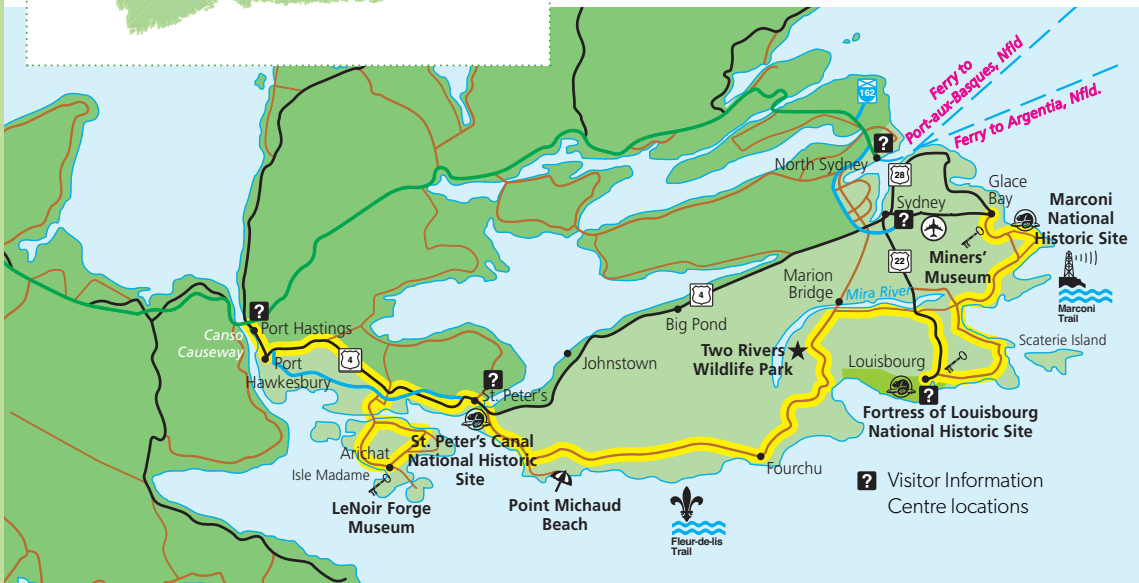 Ferry to
Port-aux-Basques, Nfld
Ferry to Argentia, Nfld.
162
?
North Sydney
28
Glace
Bay
Sydney
?
Marconi
National
Historic Site
22
Miners'
Museum
Marconi
Trail
Marion
Bridge
Mira River
4
Big Pond
?
Port Hastings
Canso
Causeway
Port
Hawkesbury
4
Johnstown
Two Rivers
Wildlife Park
Louisbourg
Scaterie Island
?
?
St. Peter's
Fortress of Louisbourg
National Historic Site
St. Peter's Canal
National Historic
Site
Arichat
Isle Madame
LeNoir Forge
Museum
Point Michaud
Beach
Fourchu
Fleur-de-lis
Trail
? Visitor Information
Centre locations